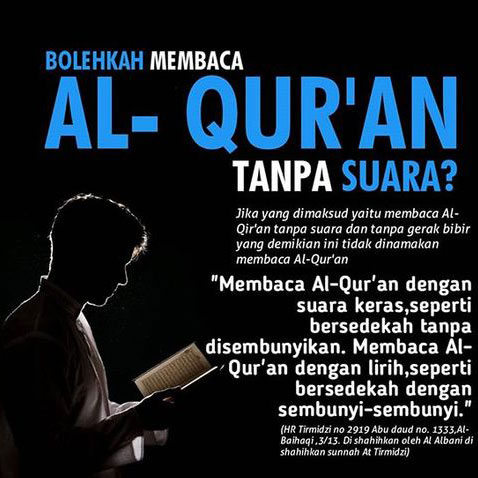 BOLEHKAH MEMBACA
AL- QUR'AN
TANPA SUARA?
Jika yang dimaksud yaitu membaca Al-
Qir'an tanpa suara dan tanpa gerak bibir
yang demikian ini tidak dinamakan
membaca Al-Qur'an
"Membaca Al-Qur'an dengan
suara keras,seperti
bersedekah tanpa
disembunyikan. Membaca Al-
Qur'an dengan lirih,seperti
bersedekah dengan
sembunyi-sembunyi."
(HR Tirmidzi no 2919 Abu daud no. 1333,Al-
Baihaqi ,3/13. Di shahihkan oleh Al Albani di
shahihkan sunnah At Tirmidzi)